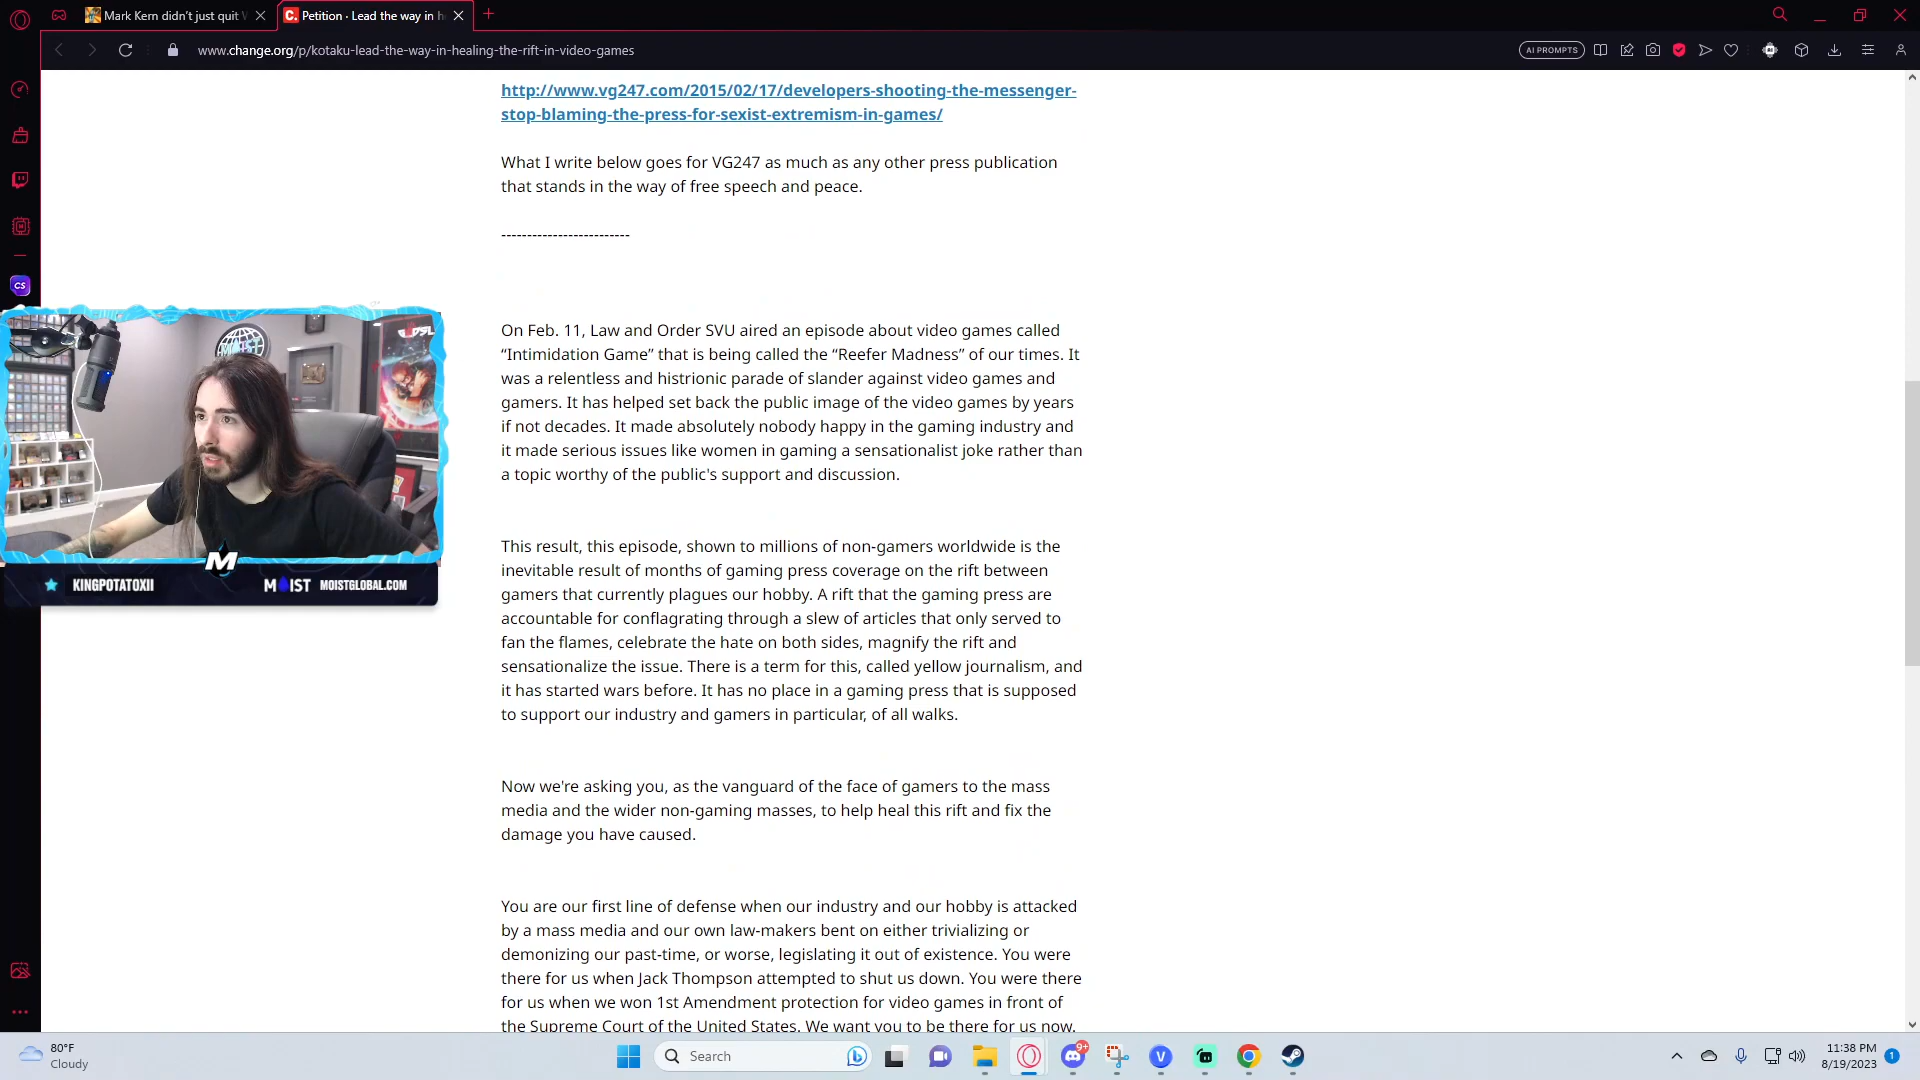 Mark Kern didn't just quit W
Petition · Lead the way in h
www.change.org/p/kotaku-lead-the-way-in-healing-the-rift-in-video-games
AI PROMPTS
http://www.vg247.com/2015/02/17/developers-shooting-the-messenger-
stop-blaming-the-press-for-sexist-extremism-in-games/
What I write below goes for VG247 as much as any other press publication
that stands in the way of free speech and peace.
-------------------------
On Feb. 11, Law and Order SVU aired an episode about video games called
“Intimidation Game” that is being called the “Reefer Madness” of our times. It
was a relentless and histrionic parade of slander against video games and
gamers. It has helped set back the public image of the video games by years
if not decades. It made absolutely nobody happy in the gaming industry and
it made serious issues like women in gaming a sensationalist joke rather than
a topic worthy of the public's support and discussion.
This result, this episode, shown to millions of non-gamers worldwide is the
inevitable result of months of gaming press coverage on the rift between
gamers that currently plagues our hobby. A rift that the gaming press are
accountable for conflagrating through a slew of articles that only served to
fan the flames, celebrate the hate on both sides, magnify the rift and
sensationalize the issue. There is a term for this, called yellow journalism, and
it has started wars before. It has no place in a gaming press that is supposed
to support our industry and gamers in particular, of all walks.
Now we're asking you, as the vanguard of the face of gamers to the mass
media and the wider non-gaming masses, to help heal this rift and fix the
damage you have caused.
You are our first line of defense when our industry and our hobby is attacked
by a mass media and our own law-makers bent on either trivializing or
demonizing our past-time, or worse, legislating it out of existence. You were
there for us when Jack Thompson attempted to shut us down. You were there
for us when we won 1st Amendment protection for video games in front of
the Supreme Court of the United States. We want you to be there for us now.
CS
MOIST
M
KINGPOTATOXII
MOIST MOISTGLOBAL.COM
80°F
Cloudy
Search
9+
V
11:38 PM
8/19/2023
1